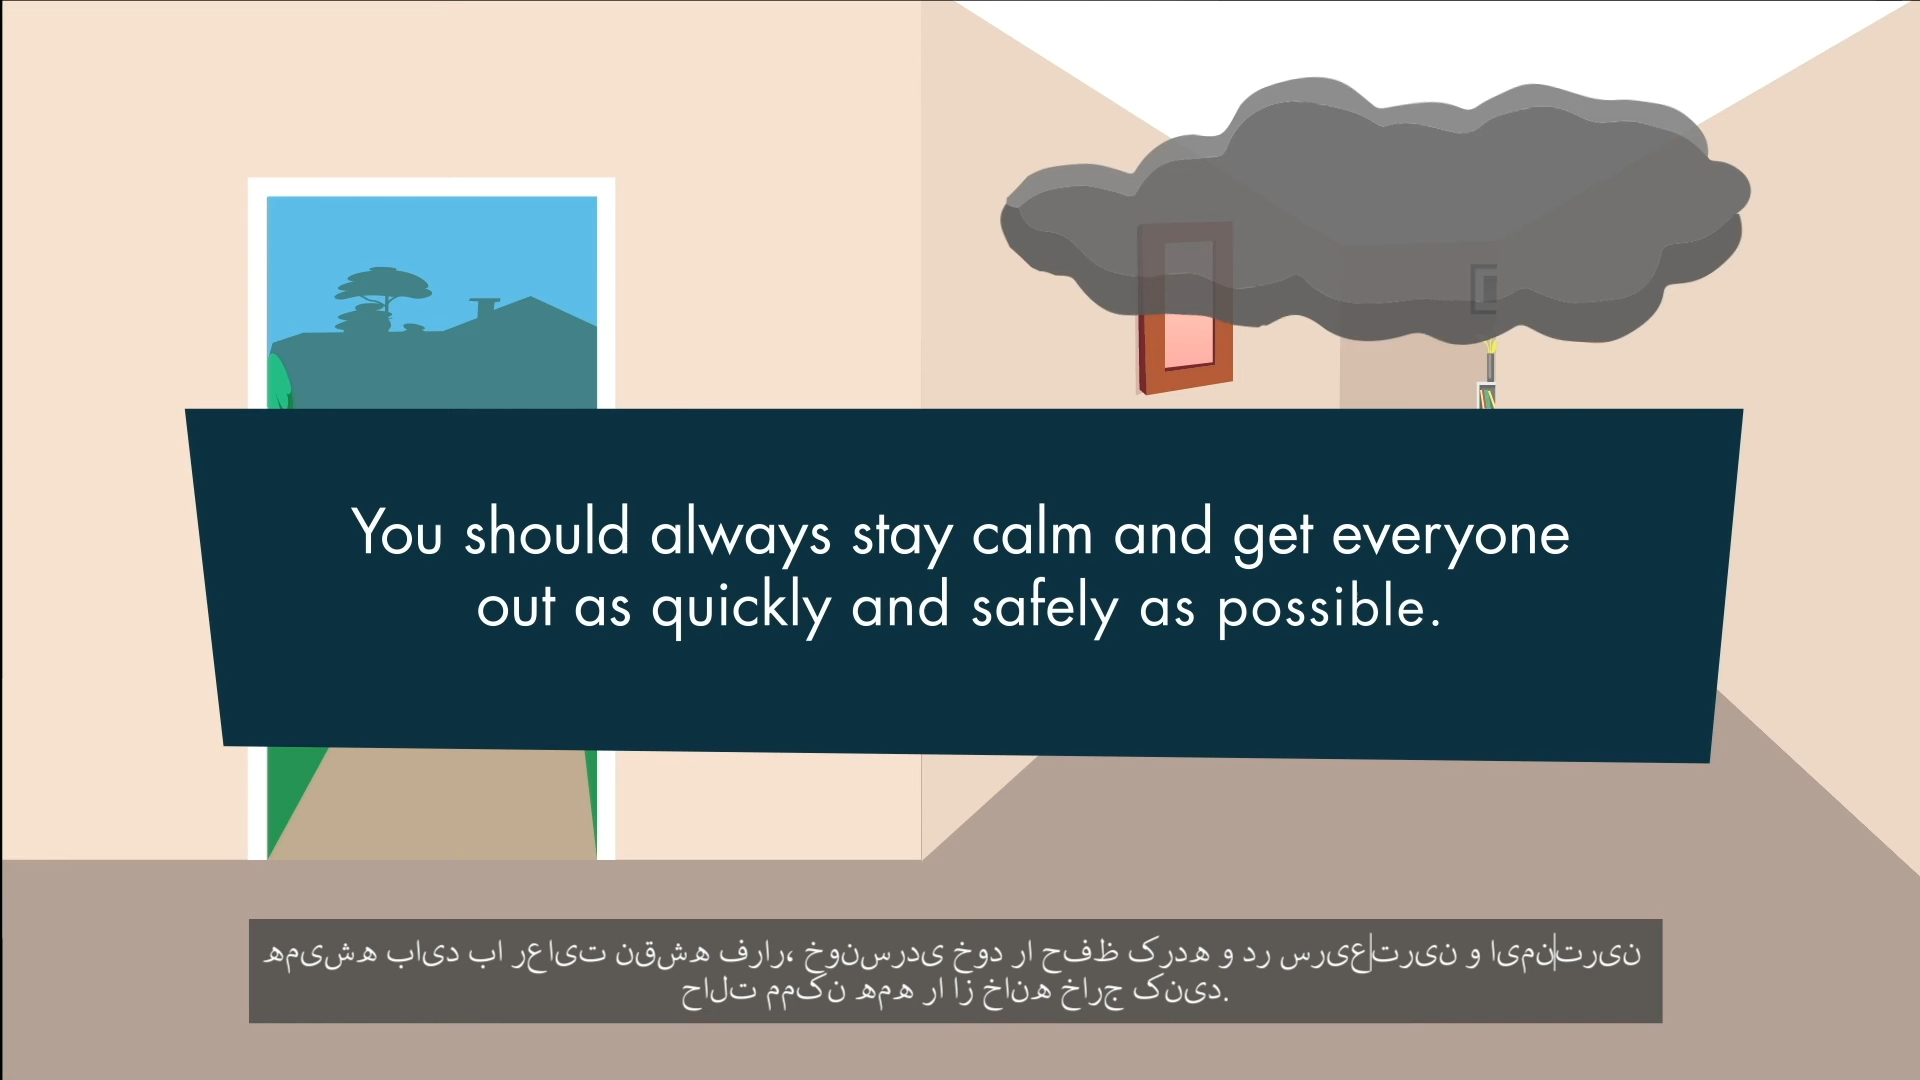 You should always stay calm and get everyone
out as quickly and safely as possible.
همیشه باید با رعایت نقشه فرار، خونسردی خود را حفظ کرده و در سریع‌ترین و ایمن‌ترین
حالت ممکن همه را از خانه خارج کنید.